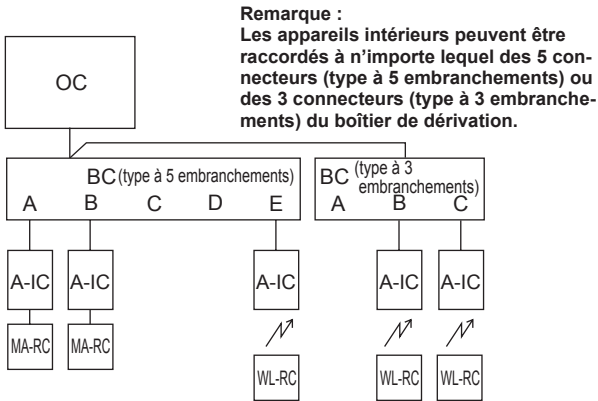 Remarque :
Les appareils intérieurs peuvent être
raccordés à n’importe lequel des 5 con-
necteurs (type à 5 embranchements) ou
des 3 connecteurs (type à 3 embranche-
ments) du boîtier de dérivation.
OC
BC (type à 5 embranchements)
A B C D E
BC (type à 3
embranchements)
A B C
A-IC A-IC A-IC A-IC A-IC
MA-RC MA-RC
WL-RC WL-RC WL-RC